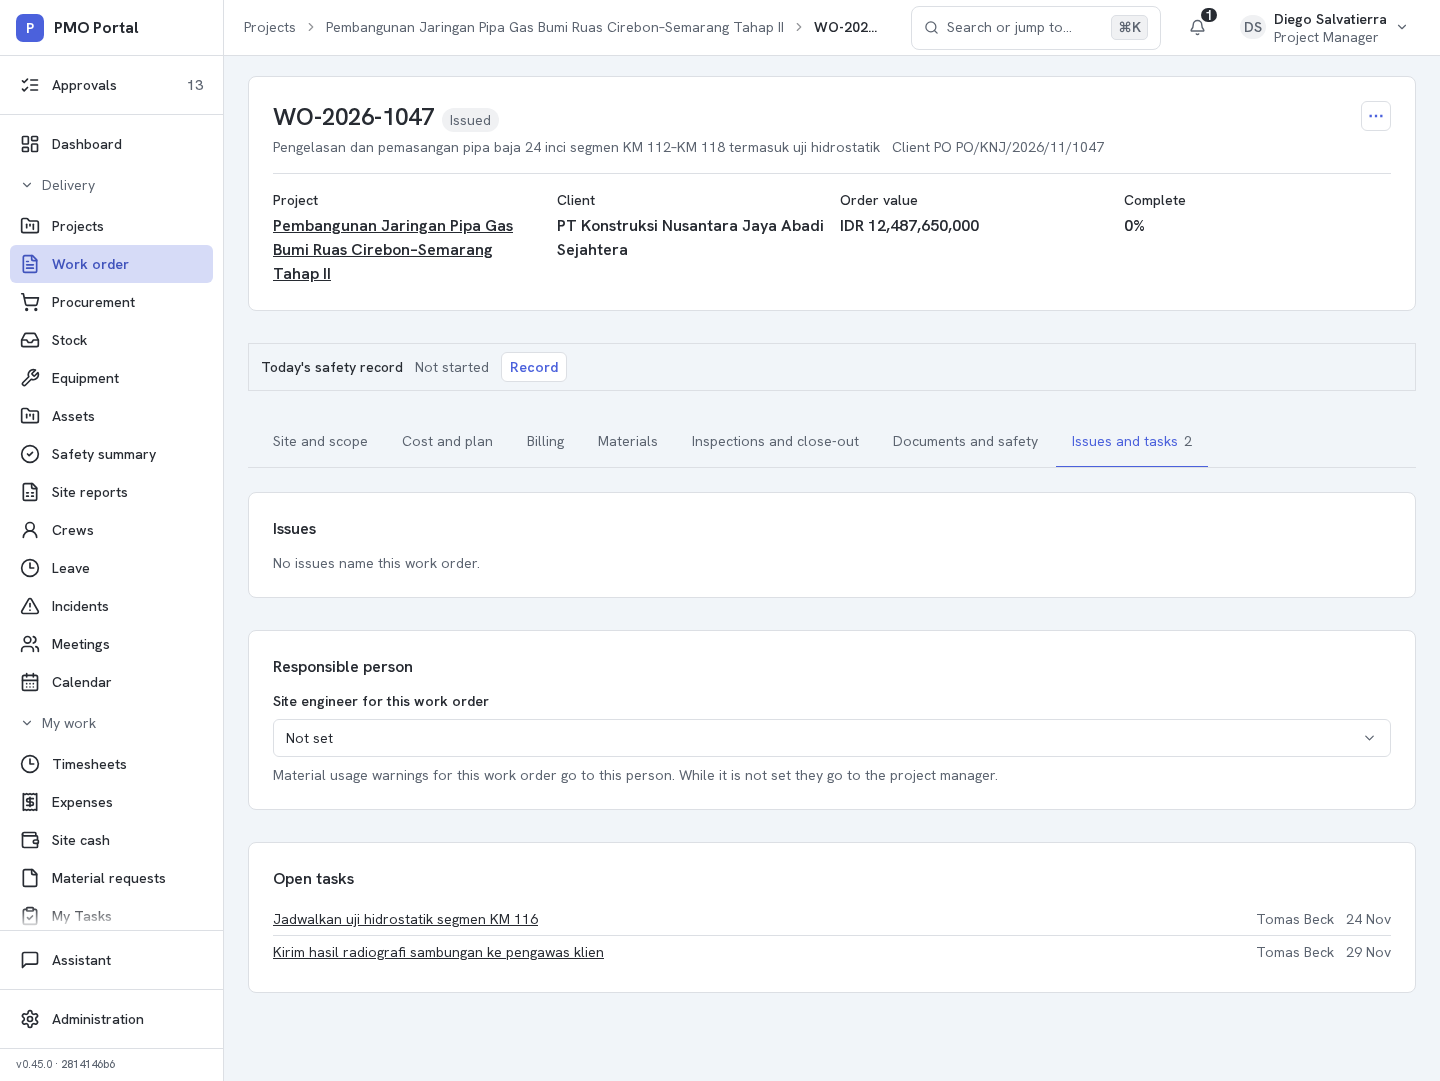 P PMO Portal
Projects > Pembangunan Jaringan Pipa Gas Bumi Ruas Cirebon–Semarang Tahap II > WO-202...
Search or jump to... ⌘K
1
DS Diego Salvatierra
Project Manager
Approvals 13
Dashboard
Delivery
Projects
Work order
Procurement
Stock
Equipment
Assets
Safety summary
Site reports
Crews
Leave
Incidents
Meetings
Calendar
My work
Timesheets
Expenses
Site cash
Material requests
My Tasks
Assistant
Administration
v0.45.0 · 2814146b6
WO-2026-1047 Issued
Pengelasan dan pemasangan pipa baja 24 inci segmen KM 112–KM 118 termasuk uji hidrostatik Client PO PO/KNJ/2026/11/1047
Project
Pembangunan Jaringan Pipa Gas
Bumi Ruas Cirebon–Semarang
Tahap II
Client
PT Konstruksi Nusantara Jaya Abadi
Sejahtera
Order value
IDR 12,487,650,000
Complete
0%
Today's safety record Not started Record
Site and scope Cost and plan Billing Materials Inspections and close-out Documents and safety Issues and tasks 2
Issues
No issues name this work order.
Responsible person
Site engineer for this work order
Not set
Material usage warnings for this work order go to this person. While it is not set they go to the project manager.
Open tasks
Jadwalkan uji hidrostatik segmen KM 116 Tomas Beck 24 Nov
Kirim hasil radiografi sambungan ke pengawas klien Tomas Beck 29 Nov